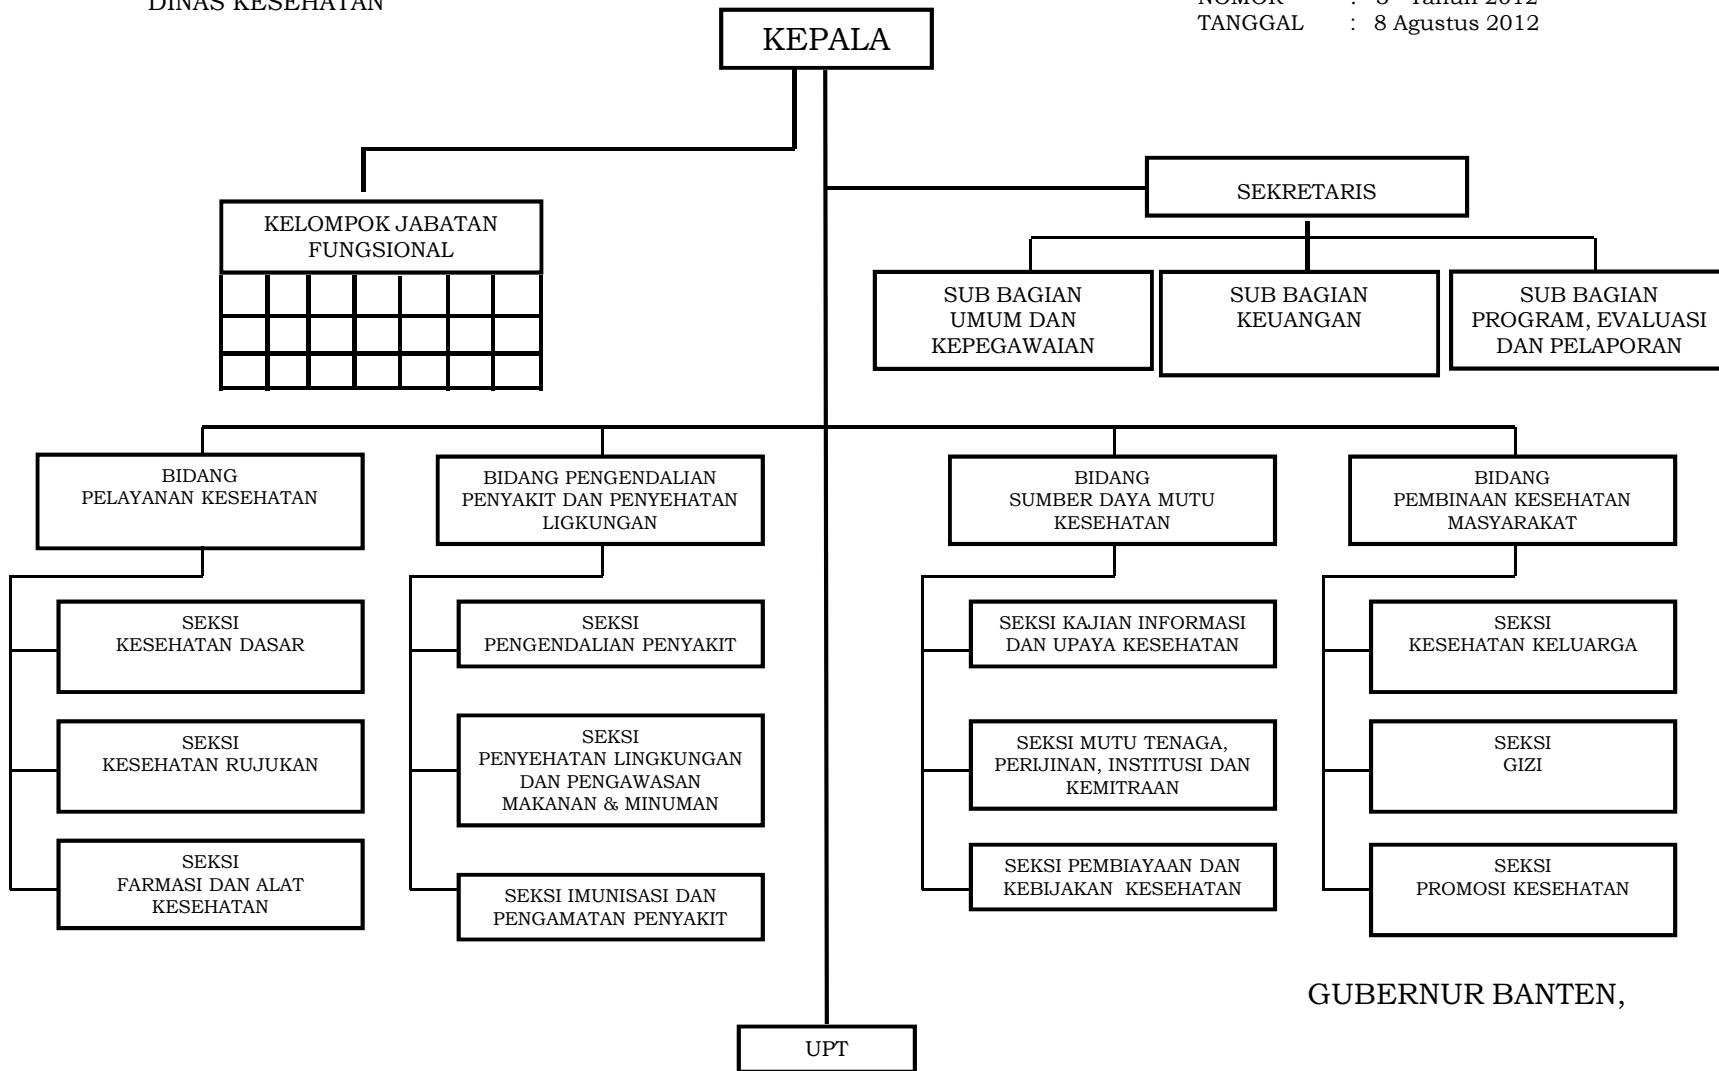 DINAS KESEHATAN
NOMOR : Tahun 2012
TANGGAL : 8 Agustus 2012
KEPALA
SEKRETARIS
KELOMPOK JABATAN
FUNGSIONAL
SUB BAGIAN
UMUM DAN
KEPEGAWAIAN
SUB BAGIAN
KEUANGAN
SUB BAGIAN
PROGRAM, EVALUASI
DAN PELAPORAN
BIDANG
PELAYANAN KESEHATAN
BIDANG PENGENDALIAN
PENYAKIT DAN PENYEHATAN
LIGKUNGAN
BIDANG
SUMBER DAYA MUTU
KESEHATAN
BIDANG
PEMBINAAN KESEHATAN
MASYARAKAT
SEKSI
KESEHATAN DASAR
SEKSI
KESEHATAN RUJUKAN
SEKSI
FARMASI DAN ALAT
KESEHATAN
SEKSI
PENGENDALIAN PENYAKIT
SEKSI
PENYEHATAN LINGKUNGAN
DAN PENGAWASAN
MAKANAN & MINUMAN
SEKSI IMUNISASI DAN
PENGAMATAN PENYAKIT
SEKSI KAJIAN INFORMASI
DAN UPAYA KESEHATAN
SEKSI MUTU TENAGA,
PERIJINAN, INSTITUSI DAN
KEMITRAAN
SEKSI PEMBIAYAAN DAN
KEBIJAKAN KESEHATAN
SEKSI
KESEHATAN KELUARGA
SEKSI
GIZI
SEKSI
PROMOSI KESEHATAN
GUBERNUR BANTEN,
UPT